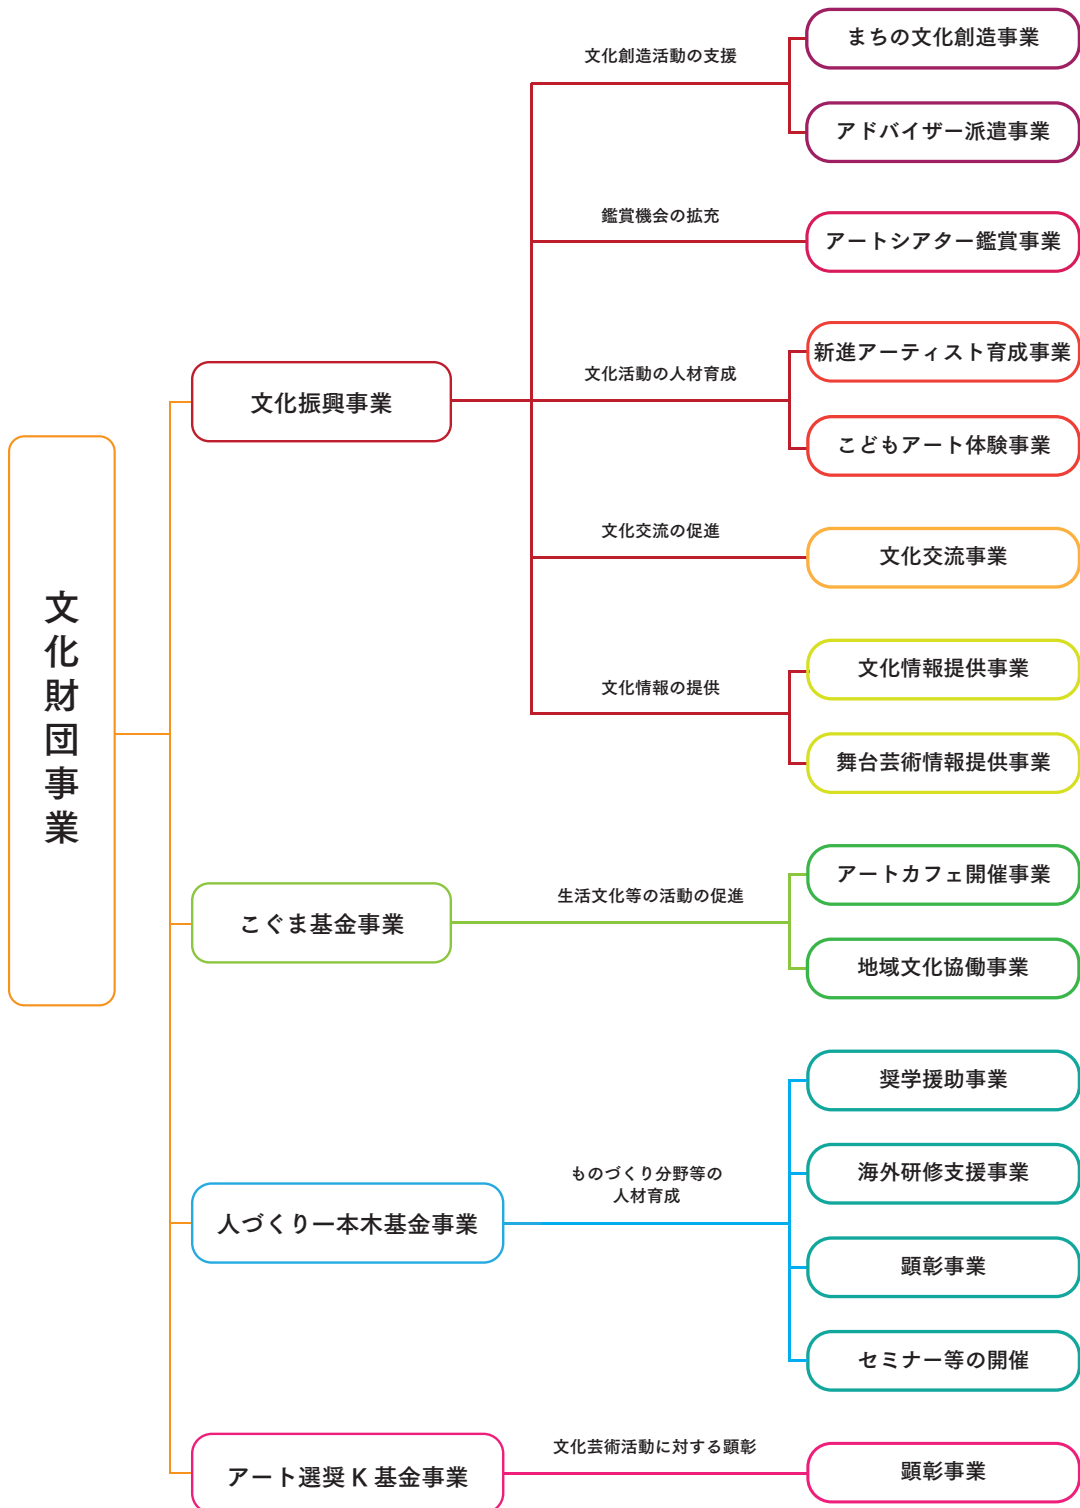 文化財団事業
文化振興事業
文化創造活動の支援
まちの文化創造事業
アドバイザー派遣事業
鑑賞機会の拡充
アートシアター鑑賞事業
文化活動の人材育成
新進アーティスト育成事業
こどもアート体験事業
文化交流の促進
文化交流事業
文化情報の提供
文化情報提供事業
舞台芸術情報提供事業
こぐま基金事業
生活文化等の活動の促進
アートカフェ開催事業
地域文化協働事業
人づくり一本木基金事業
ものづくり分野等の
人材育成
奨学援助事業
海外研修支援事業
顕彰事業
セミナー等の開催
アート選奨 K 基金事業
文化芸術活動に対する顕彰
顕彰事業